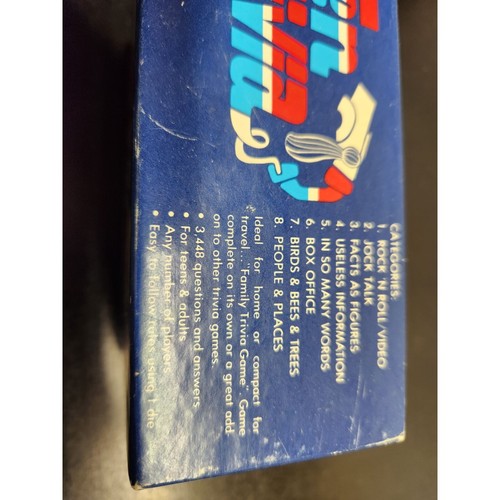 CATEGORIES:
1. ROCK 'N ROLL/VIDEO
2. JOCK TALK
3. FACTS AS FIGURES
4. USELESS INFORMATION
5. IN SO MANY WORDS
6. BOX OFFICE
7. BIRDS & BEES & TREES
8. PEOPLE & PLACES
Ideal for home or compact for
travel... "Family Trivia Game". Game
complete on its own or a great add
on to other trivia games.
• 3,448 questions and answers
• For teens & adults
• Any number of players
• Easy to follow rules using 1 die